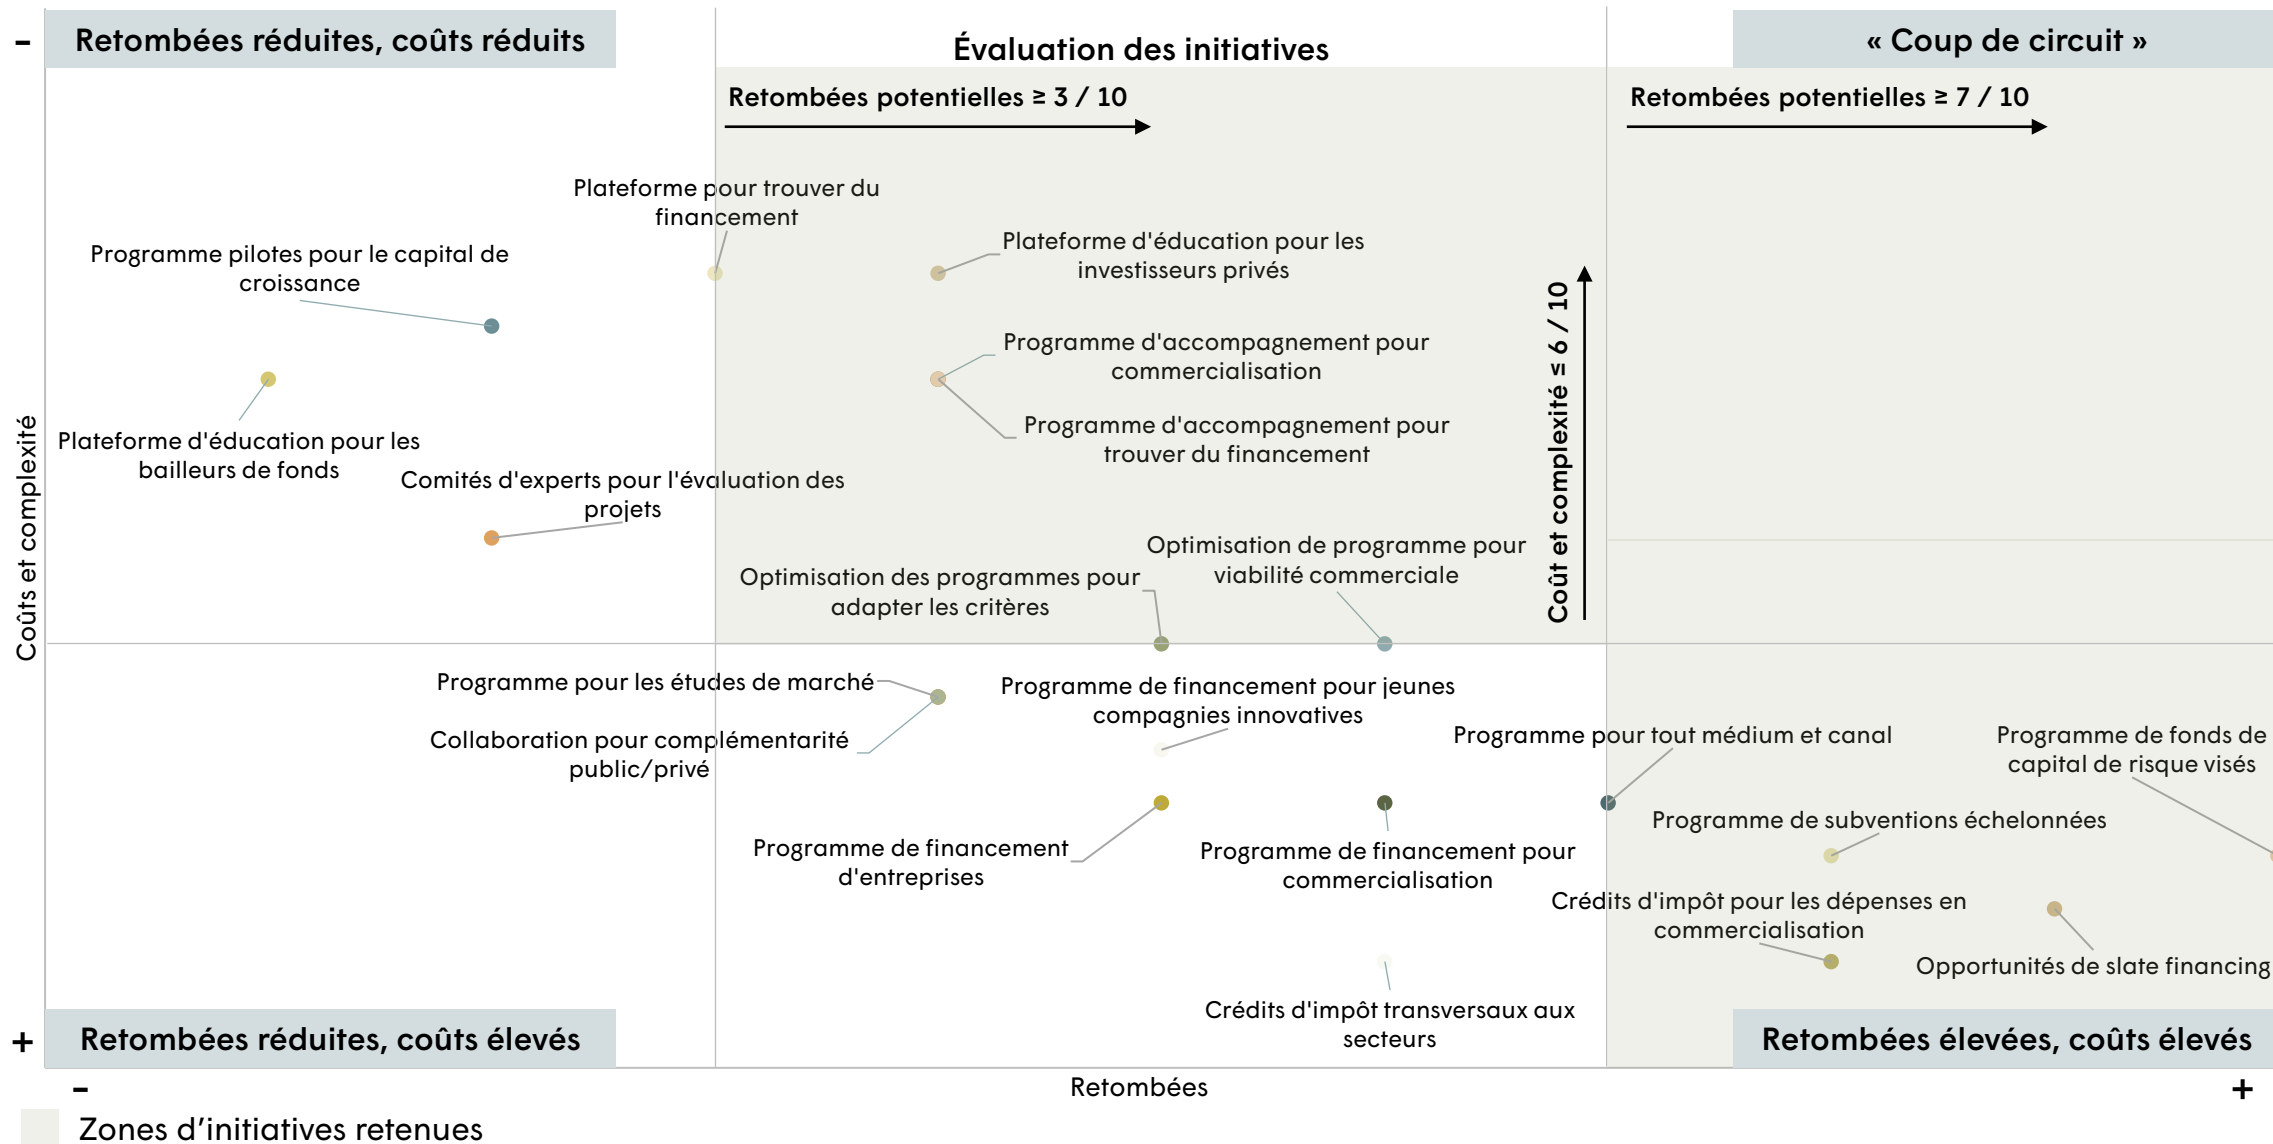 -
Retombées réduites, coûts réduits
Évaluation des initiatives
« Coup de circuit »
Retombées potentielles ≥ 3 / 10
Retombées potentielles ≥ 7 / 10
Plateforme pour trouver du
financement
Programme pilotes pour le capital de
croissance
Plateforme d'éducation pour les
investisseurs privés
Programme d'accompagnement pour
commercialisation
Coût et complexité ≤ 6 / 10
Plateforme d'éducation pour les
bailleurs de fonds
Programme d'accompagnement pour
trouver du financement
Comités d'experts pour l'évaluation des
projets
Coûts et complexité
Optimisation de programme pour
viabilité commerciale
Optimisation des programmes pour
adapter les critères
Programme pour les études de marché
Programme de financement pour jeunes
compagnies innovatives
Collaboration pour complémentarité
public/privé
Programme pour tout médium et canal
Programme de fonds de
capital de risque visés
Programme de subventions échelonnées
Programme de financement
d'entreprises
Programme de financement pour
commercialisation
Crédits d'impôt pour les dépenses en
commercialisation
Opportunités de slate financing
Crédits d'impôt transversaux aux
secteurs
+
Retombées réduites, coûts élevés
Retombées élevées, coûts élevés
-
Retombées
+
Zones d’initiatives retenues